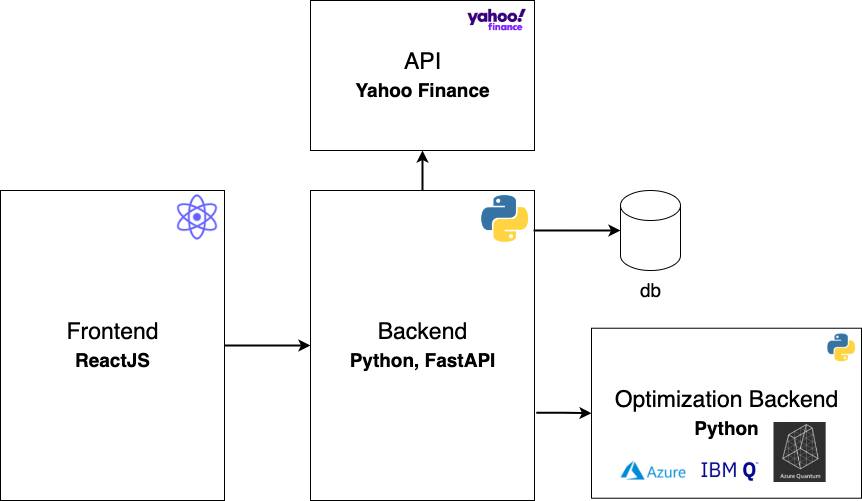 yahoo!
finance
API
Yahoo Finance
Frontend
ReactJS
Backend
Python, FastAPI
db
Optimization Backend
Python
Azure
IBM Q
Azure Quantum